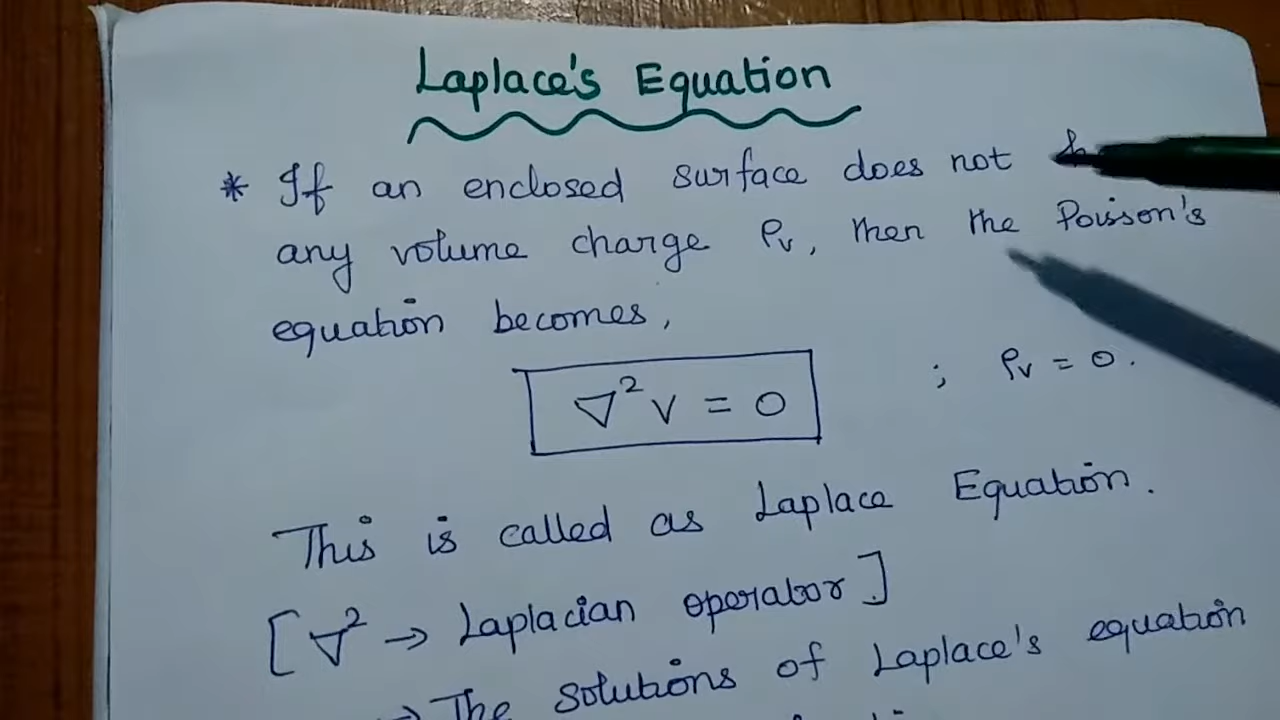 Laplace's Equation
* If an enclosed surface does not
any volume charge ρv, then the Poisson's
equation becomes,
∇²V = 0 ; ρv = 0.
This is called as Laplace Equation.
[∇² → Laplacian operator]
→ The solutions of Laplace's equation